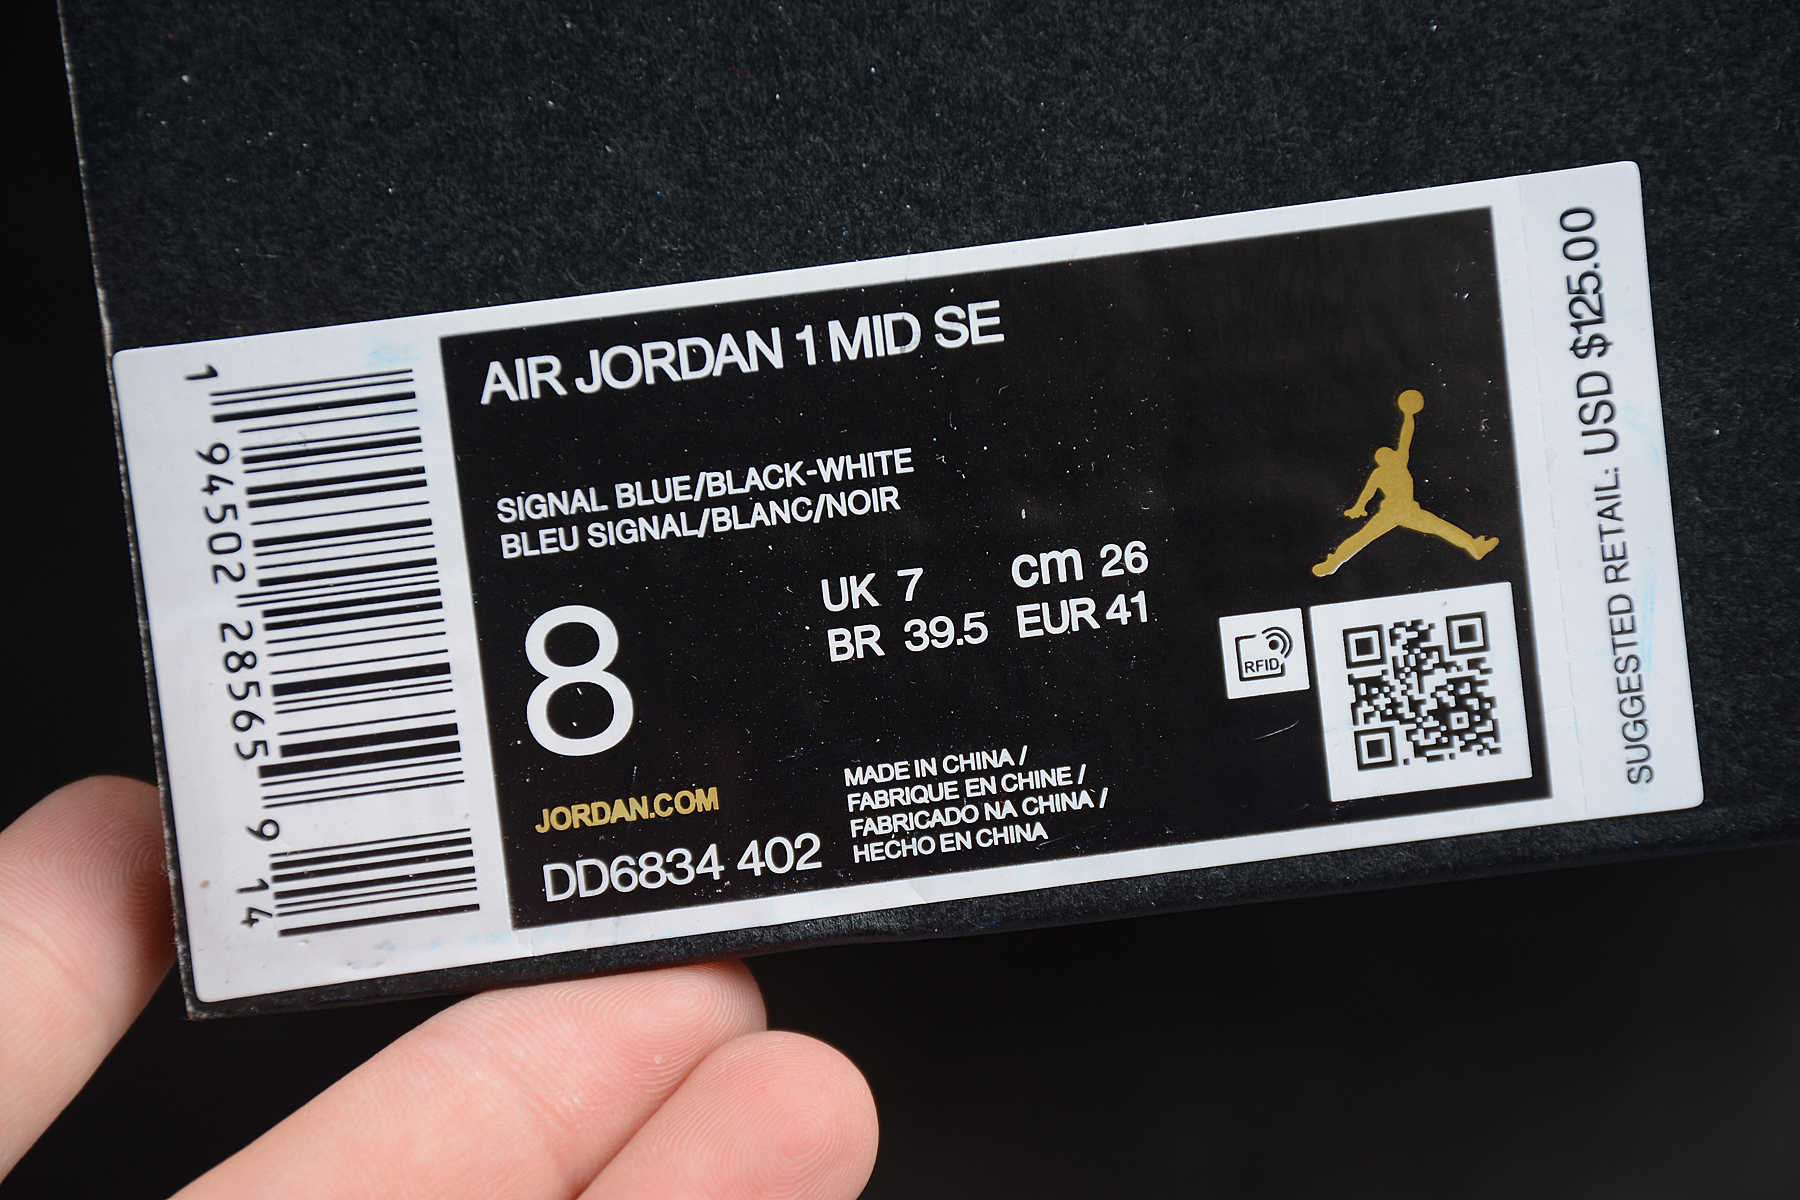 AIR JORDAN 1 MID SE
SIGNAL BLUE/BLACK-WHITE
BLEU SIGNAL/BLANC/NOIR
8
UK 7
cm 26
BR 39.5
EUR 41
JORDAN.COM
DD6834 402
MADE IN CHINA /
FABRIQUE EN CHINE /
FABRICADO NA CHINA /
HECHO EN CHINA
RFID
SUGGESTED RETAIL: USD $125.00
1 94502 28565 9 14